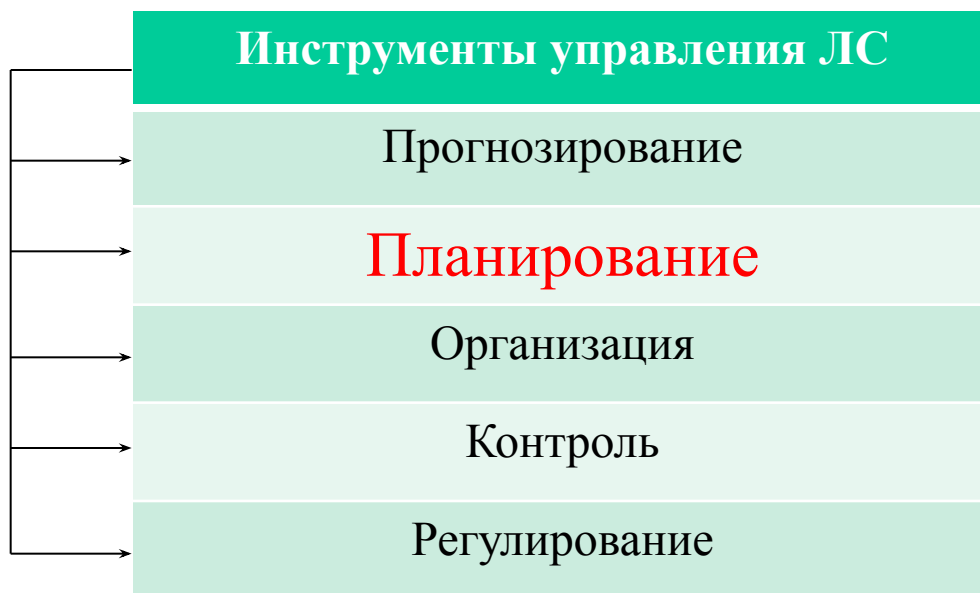 Инструменты управления ЛС
Прогнозирование
Планирование
Организация
Контроль
Регулирование